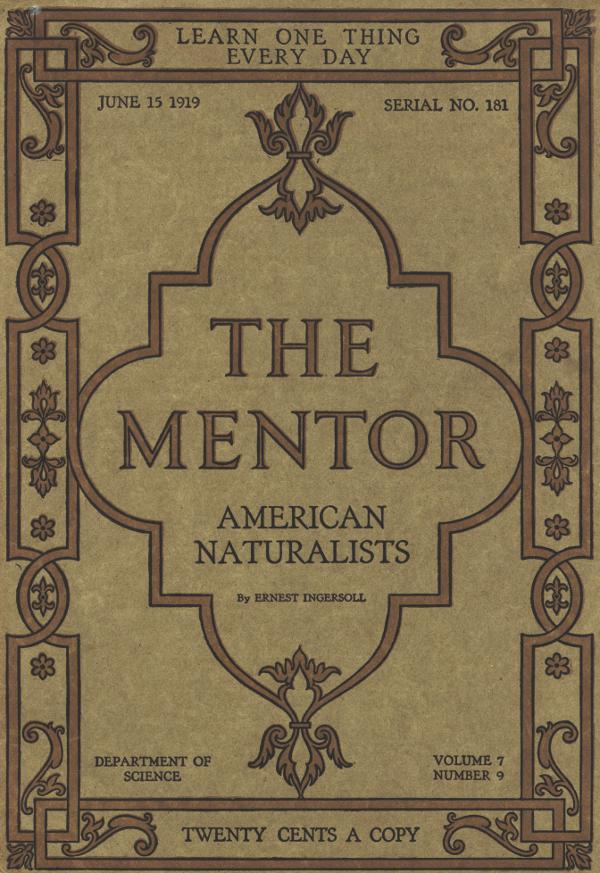 LEARN ONE THING
EVERY DAY
JUNE 15 1919
SERIAL NO. 181
THE
MENTOR
AMERICAN
NATURALISTS
By ERNEST INGERSOLL
DEPARTMENT OF
SCIENCE
VOLUME 7
NUMBER 9
TWENTY CENTS A COPY